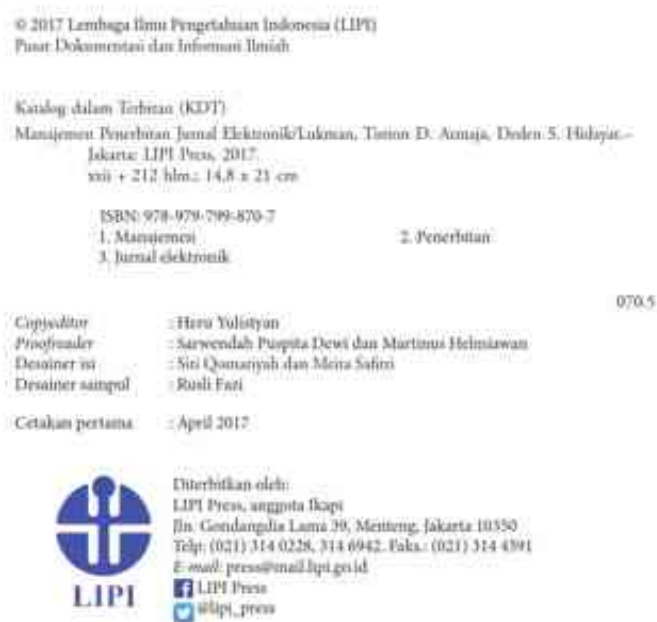 © 2017 Lembaga Ilmu Pengetahuan Indonesia (LIPI)
Pusat Dokumentasi dan Informasi Ilmiah
Katalog dalam Terbitan (KDT)
Manajemen Penerbitan Jurnal Elektronik/Lukman, D. Atmaja, Deden S. Hidayat.–
Jakarta: LIPI Press, 2017.
xxii + 212 hlm.; 14,8 x 21 cm
ISBN: 978-979-799-870-7
1. Manajemen 2. Penerbitan
3. Jurnal elektronik
070.5
Copyeditor : Heru Yulistyan
Proofreader : Sarwendah Puspita Dewi dan Martinus Helmiawan
Desainer isi : Siti Qomariyah dan Meita Safitri
Desainer sampul : Rusli Fazi
Cetakan pertama : April 2017
Diterbitkan oleh:
LIPI Press, anggota Ikapi
Jln. Gondangdia Lama 39, Menteng, Jakarta 10350
Telp: (021) 314 0228, 314 6942. Faks.: (021) 314 4591
E-mail: press@mail.lipi.go.id
LIPI Press
@lipi_press
LIPI